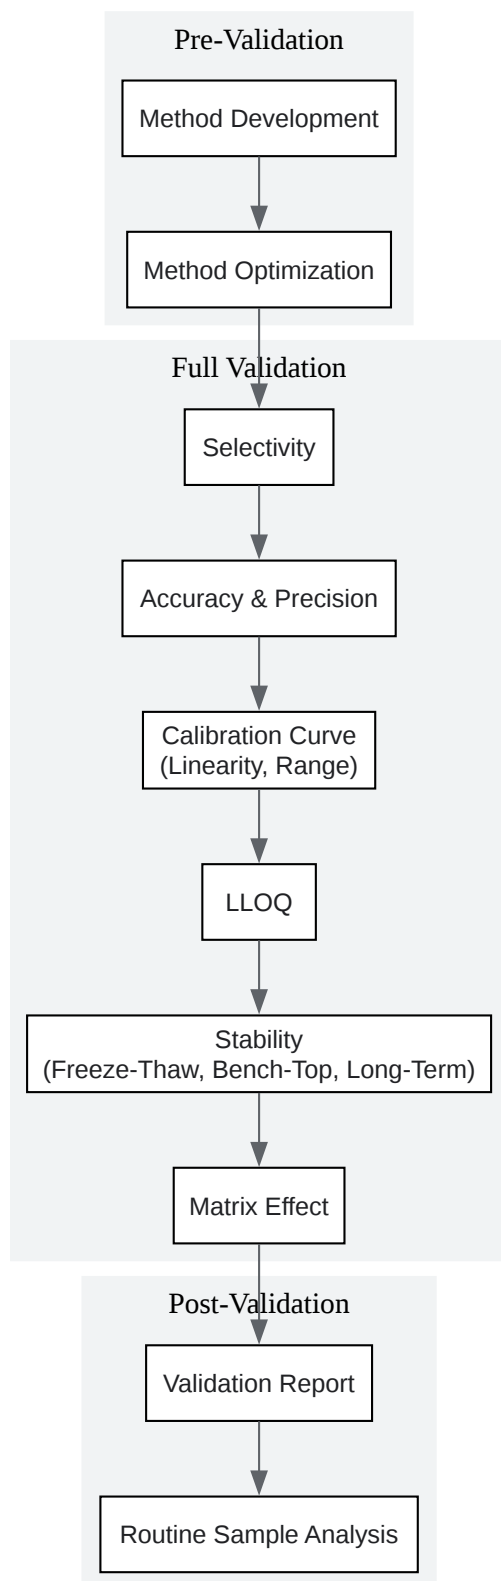 Pre-Validation
Method Development
Method Optimization
Full Validation
Selectivity
Accuracy & Precision
Calibration Curve
(Linearity, Range)
LLOQ
Stability
(Freeze-Thaw, Bench-Top, Long-Term)
Matrix Effect
Post-Validation
Validation Report
Routine Sample Analysis